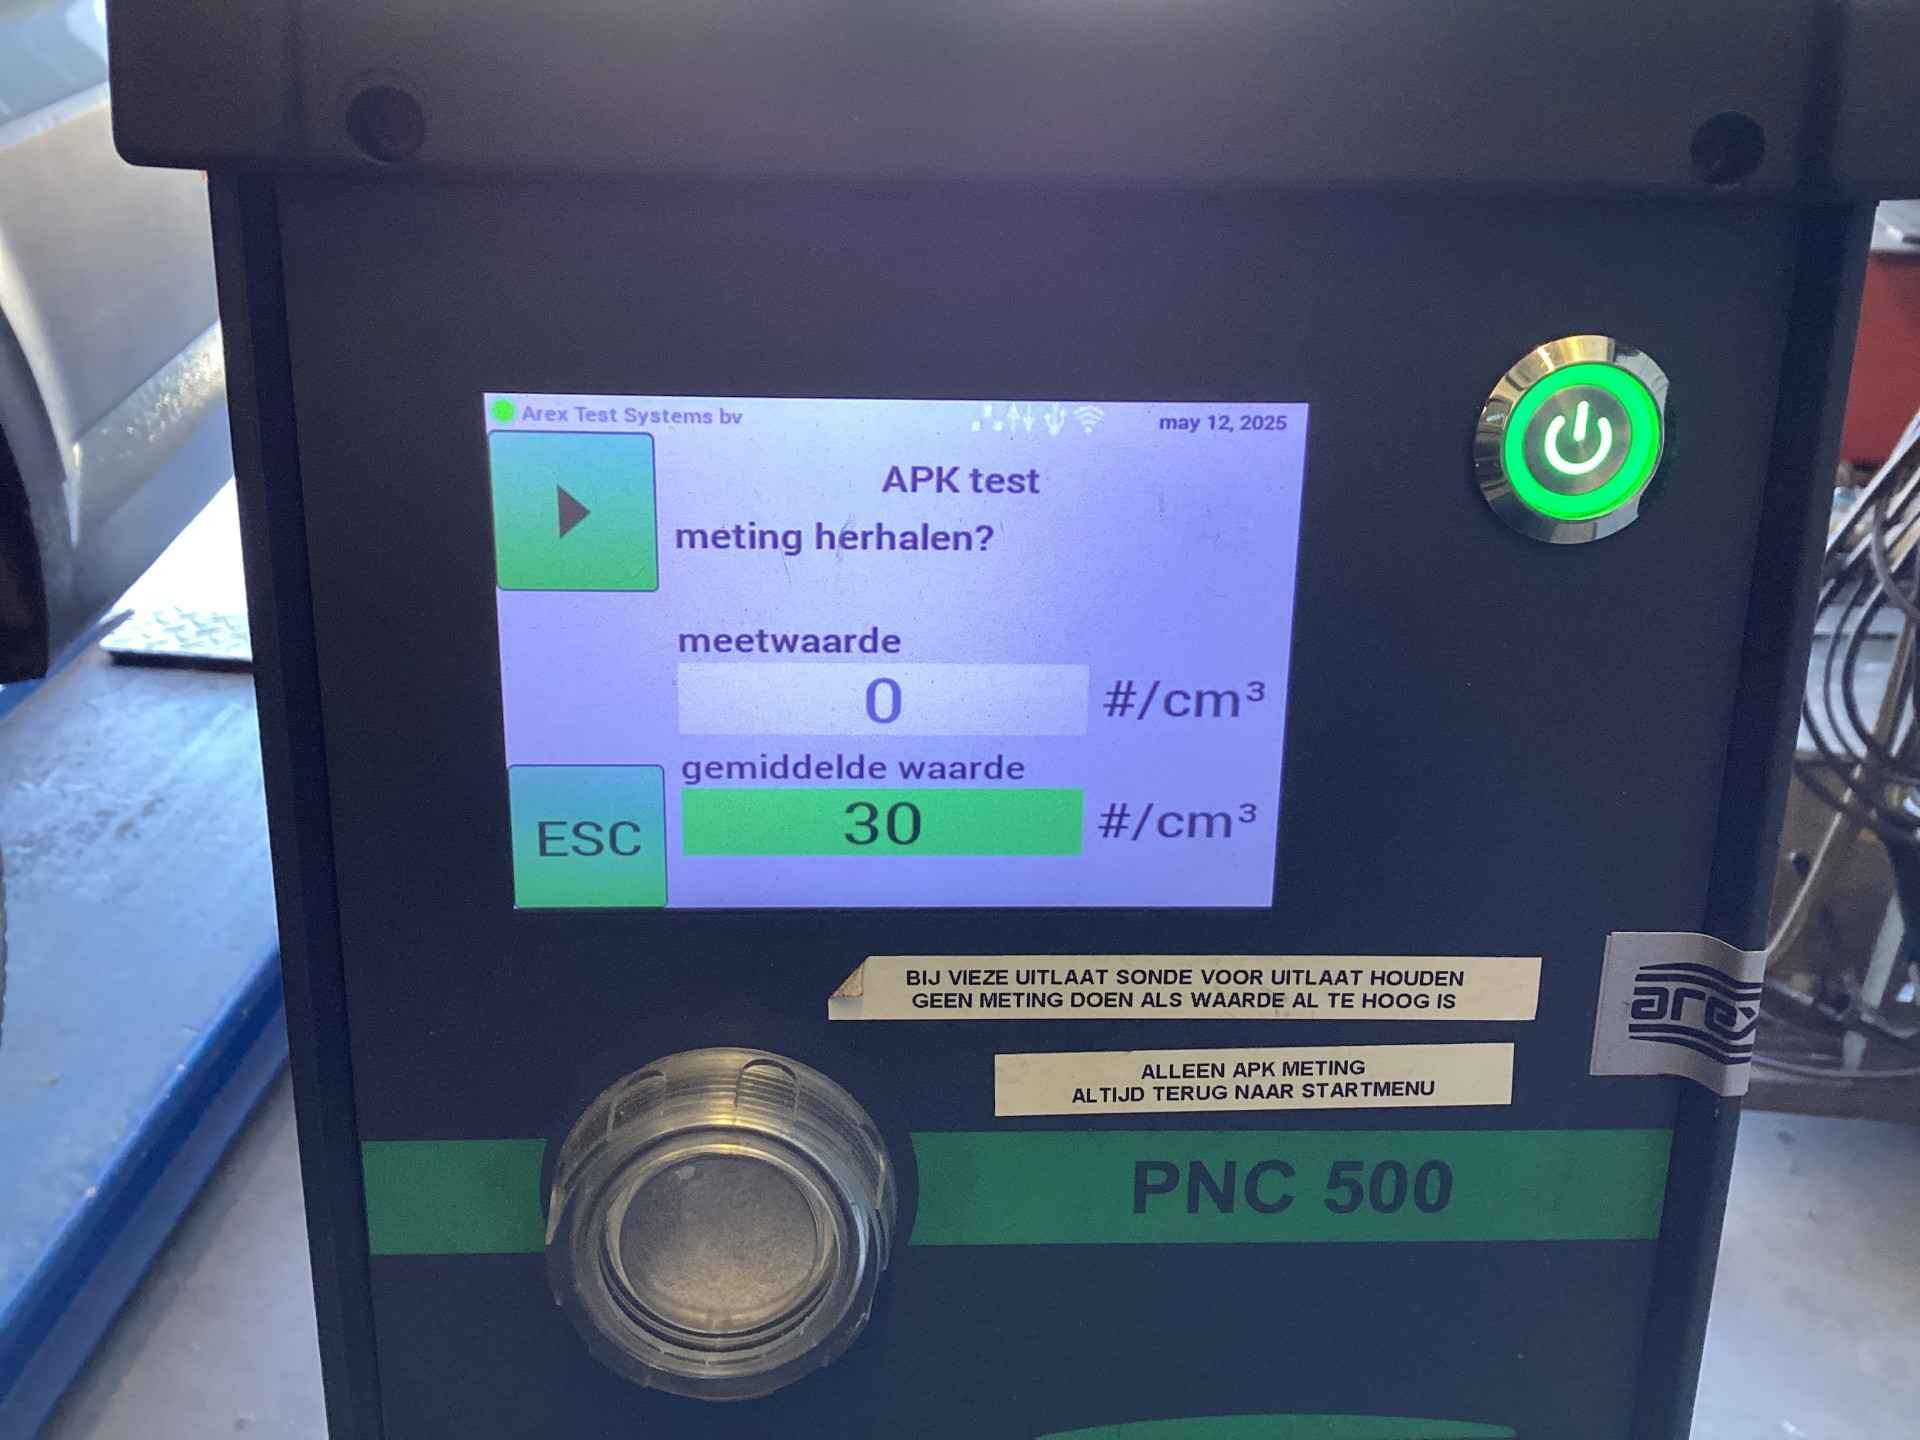 Arex Test Systems bv
may 12, 2025
APK test
meting herhalen?
meetwaarde
0 #/cm³
gemiddelde waarde
30 #/cm³
ESC
BIJ VIEZE UITLAAT SONDE VOOR UITLAAT HOUDEN
GEEN METING DOEN ALS WAARDE AL TE HOOG IS
arex
ALLEEN APK METING
ALTIJD TERUG NAAR STARTMENU
PNC 500